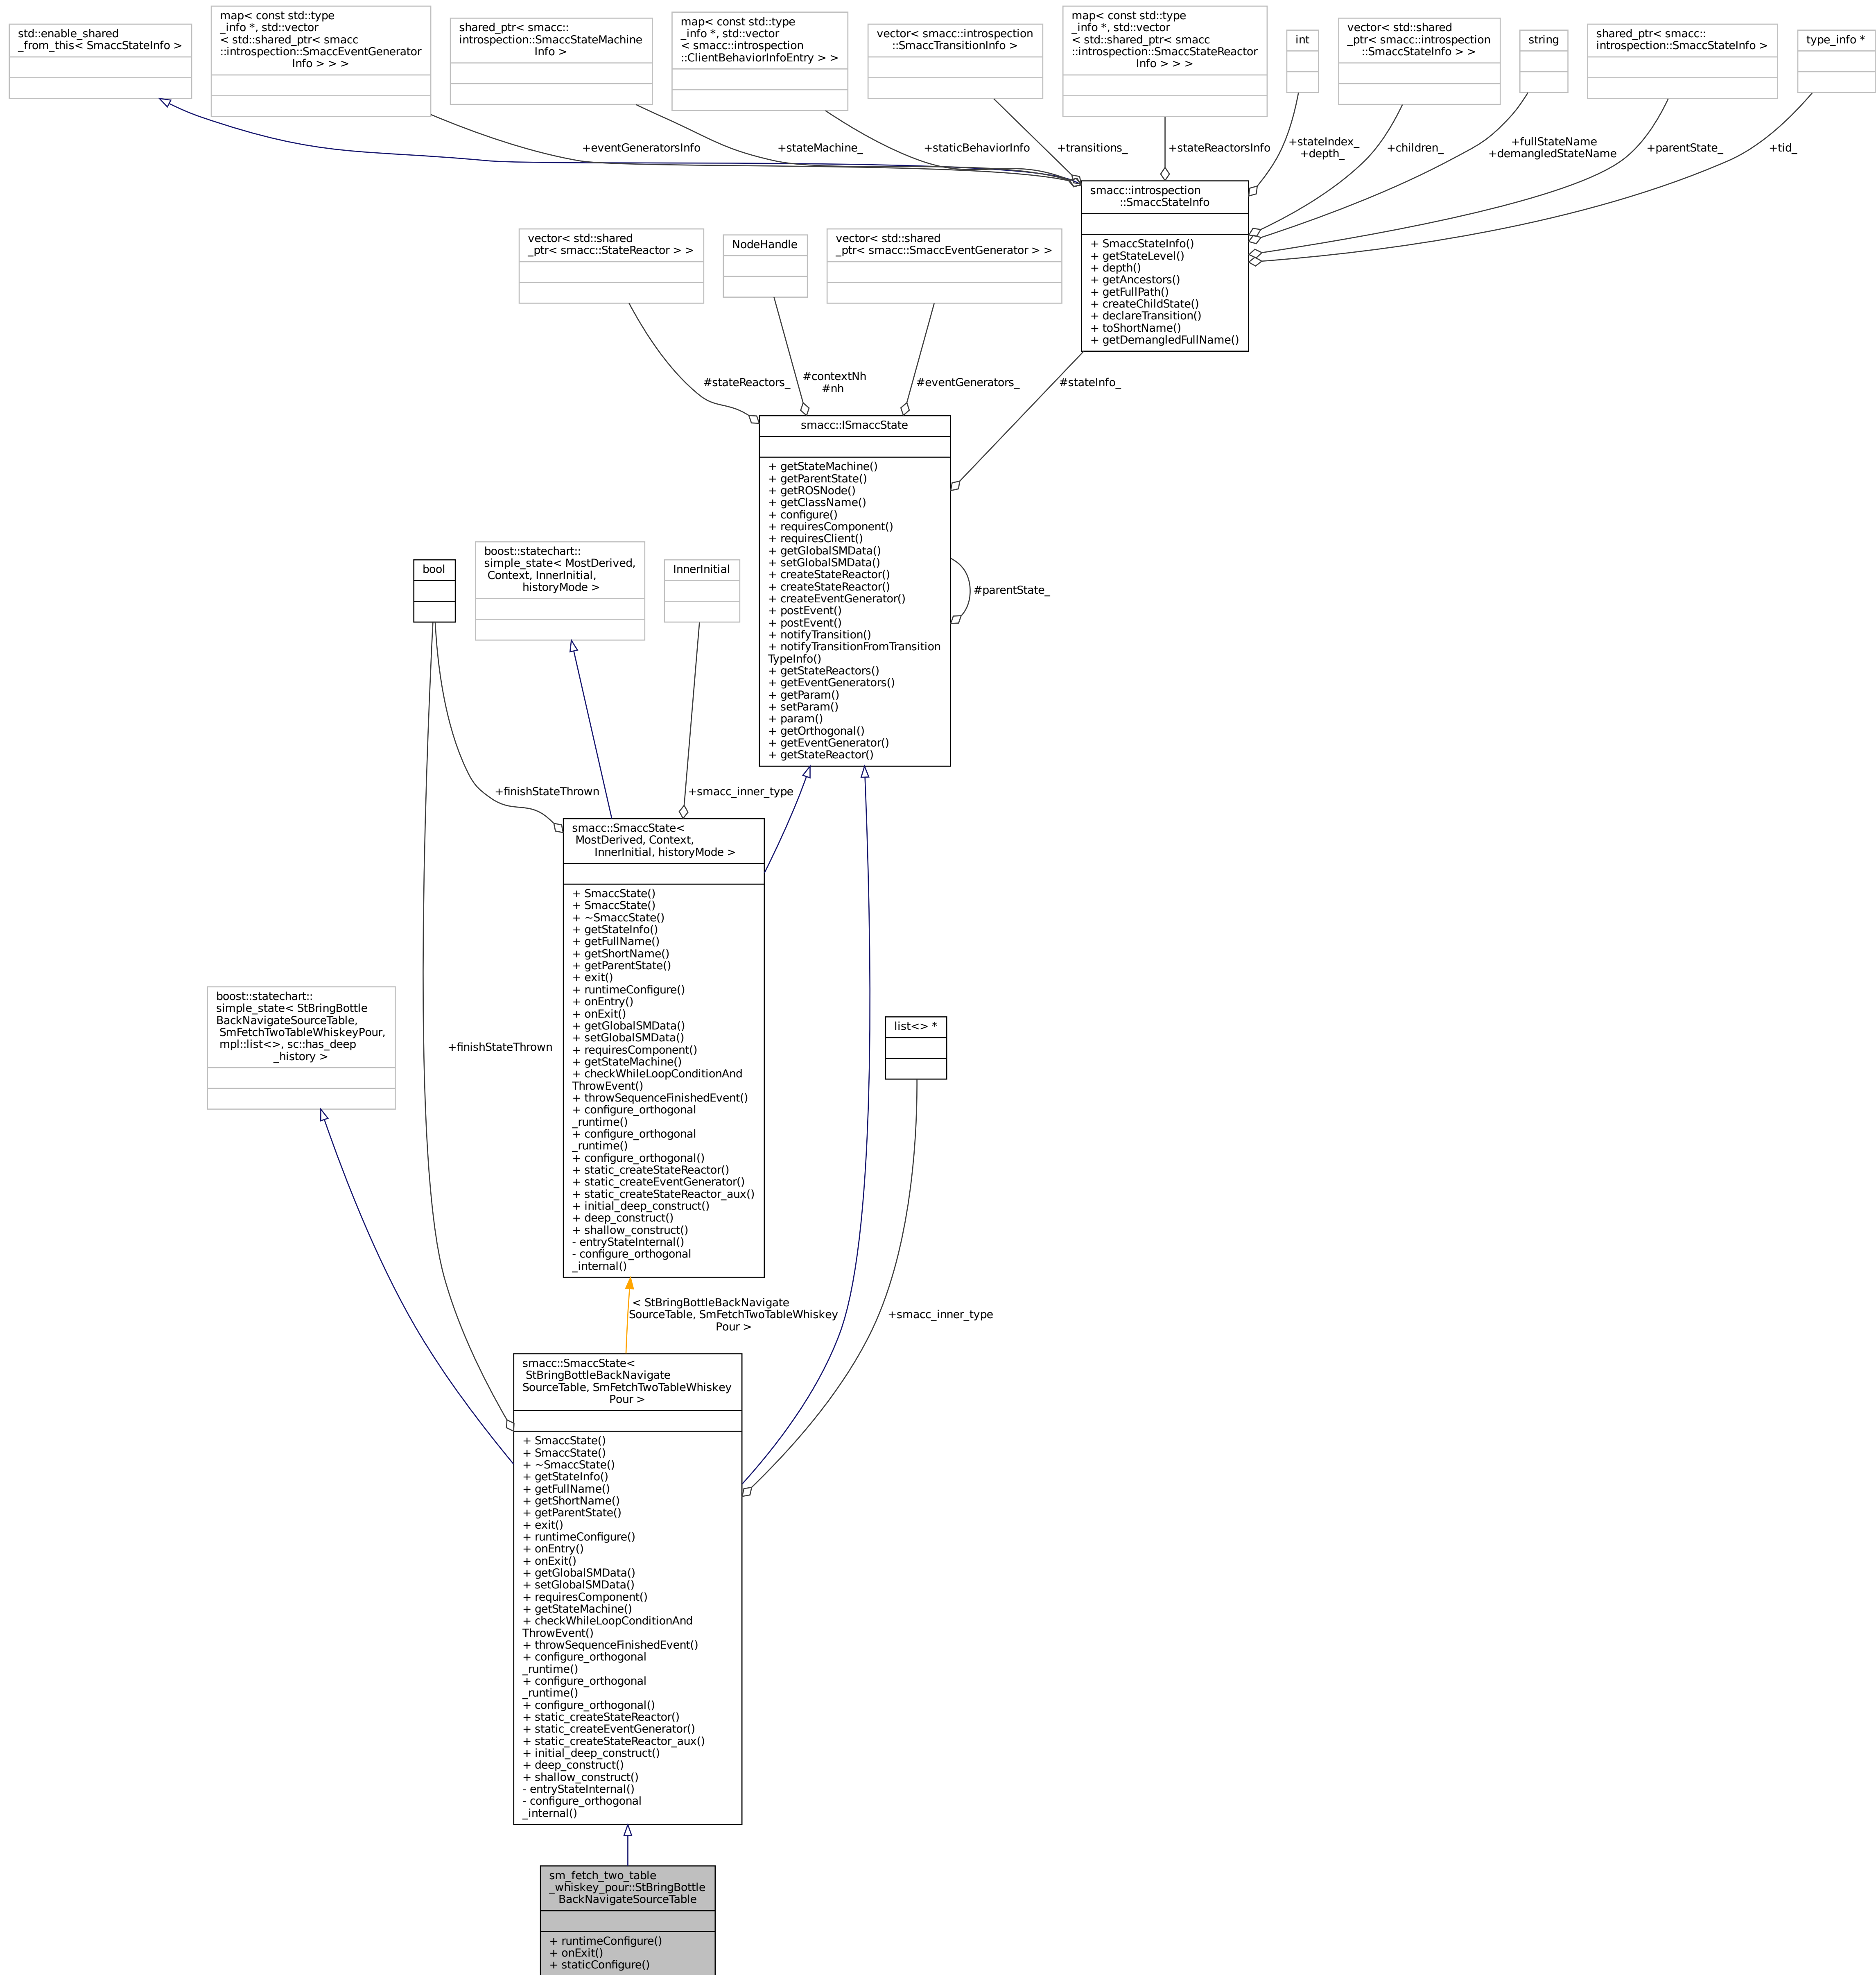 std::enable_shared
_from_this< SmaccStateInfo >
map< const std::type
_info *, std::vector
< std::shared_ptr< smacc
::introspection::SmaccEventGenerator
Info > > >
shared_ptr< smacc::
introspection::SmaccStateMachine
Info >
map< const std::type
_info *, std::vector
< smacc::introspection
::ClientBehaviorInfoEntry > >
vector< smacc::introspection
::SmaccTransitionInfo >
map< const std::type
_info *, std::vector
< std::shared_ptr< smacc
::introspection::SmaccStateReactor
Info > > >
int
vector< std::shared
_ptr< smacc::introspection
::SmaccStateInfo > >
string
shared_ptr< smacc::
introspection::SmaccStateInfo >
type_info *
+eventGeneratorsInfo
+stateMachine_
+staticBehaviorInfo
+transitions_
+stateReactorsInfo
+stateIndex_
+depth_
+children_
+fullStateName
+demangledStateName
+parentState_
+tid_
smacc::introspection
::SmaccStateInfo
+ SmaccStateInfo()
+ getStateLevel()
+ depth()
+ getAncestors()
+ getFullPath()
+ createChildState()
+ declareTransition()
+ toShortName()
+ getDemangledFullName()
vector< std::shared
_ptr< smacc::StateReactor > >
NodeHandle
vector< std::shared
_ptr< smacc::SmaccEventGenerator > >
#stateReactors_
#contextNh
#nh
#eventGenerators_
#stateInfo_
smacc::ISmaccState
+ getStateMachine()
+ getParentState()
+ getROSNode()
+ getClassName()
+ configure()
+ requiresComponent()
+ requiresClient()
+ getGlobalSMData()
+ setGlobalSMData()
+ createStateReactor()
+ createStateReactor()
+ createEventGenerator()
+ postEvent()
+ postEvent()
+ notifyTransition()
+ notifyTransitionFromTransition
TypeInfo()
+ getStateReactors()
+ getEventGenerators()
+ getParam()
+ setParam()
+ param()
+ getOrthogonal()
+ getEventGenerator()
+ getStateReactor()
#parentState_
bool
boost::statechart::
simple_state< MostDerived,
Context, InnerInitial,
historyMode >
InnerInitial
+finishStateThrown
+smacc_inner_type
smacc::SmaccState<
MostDerived, Context,
InnerInitial, historyMode >
+ SmaccState()
+ SmaccState()
+ ~SmaccState()
+ getStateInfo()
+ getFullName()
+ getShortName()
+ getParentState()
+ exit()
+ runtimeConfigure()
+ onEntry()
+ onExit()
+ getGlobalSMData()
+ setGlobalSMData()
+ requiresComponent()
+ getStateMachine()
+ checkWhileLoopConditionAnd
ThrowEvent()
+ throwSequenceFinishedEvent()
+ configure_orthogonal
_runtime()
+ configure_orthogonal
_runtime()
+ configure_orthogonal()
+ static_createStateReactor()
+ static_createEventGenerator()
+ static_createStateReactor_aux()
+ initial_deep_construct()
+ deep_construct()
+ shallow_construct()
- entryStateInternal()
- configure_orthogonal
_internal()
boost::statechart::
simple_state< StBringBottle
BackNavigateSourceTable,
SmFetchTwoTableWhiskeyPour,
mpl::list<>, sc::has_deep
_history >
+finishStateThrown
list<> *
< StBringBottleBackNavigate
SourceTable, SmFetchTwoTableWhiskey
Pour >
+smacc_inner_type
smacc::SmaccState<
StBringBottleBackNavigate
SourceTable, SmFetchTwoTableWhiskey
Pour >
+ SmaccState()
+ SmaccState()
+ ~SmaccState()
+ getStateInfo()
+ getFullName()
+ getShortName()
+ getParentState()
+ exit()
+ runtimeConfigure()
+ onEntry()
+ onExit()
+ getGlobalSMData()
+ setGlobalSMData()
+ requiresComponent()
+ getStateMachine()
+ checkWhileLoopConditionAnd
ThrowEvent()
+ throwSequenceFinishedEvent()
+ configure_orthogonal
_runtime()
+ configure_orthogonal
_runtime()
+ configure_orthogonal()
+ static_createStateReactor()
+ static_createEventGenerator()
+ static_createStateReactor_aux()
+ initial_deep_construct()
+ deep_construct()
+ shallow_construct()
- entryStateInternal()
- configure_orthogonal
_internal()
sm_fetch_two_table
_whiskey_pour::StBringBottle
BackNavigateSourceTable
+ runtimeConfigure()
+ onExit()
+ staticConfigure()